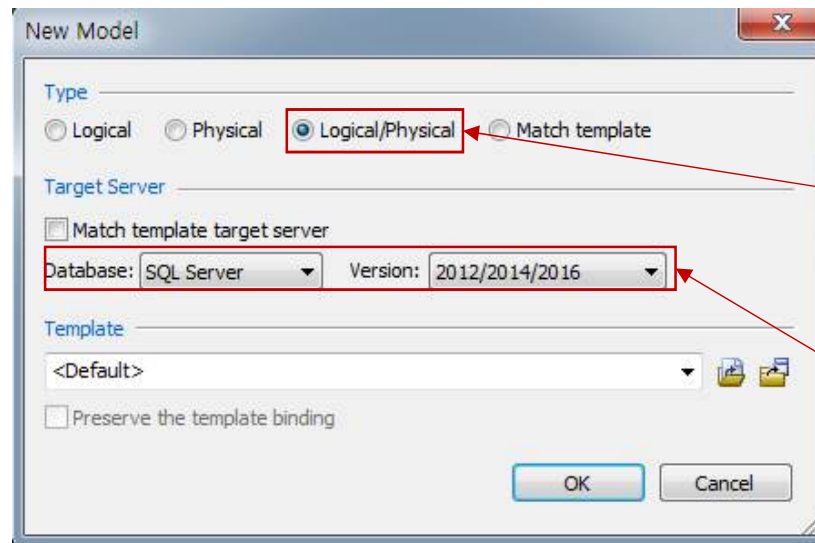 New Model
Type
Logical Physical Logical/Physical Match template
Target Server
Match template target server
Database: SQL Server Version: 2012/2014/2016
Template
<Default>
Preserve the template binding
OK Cancel